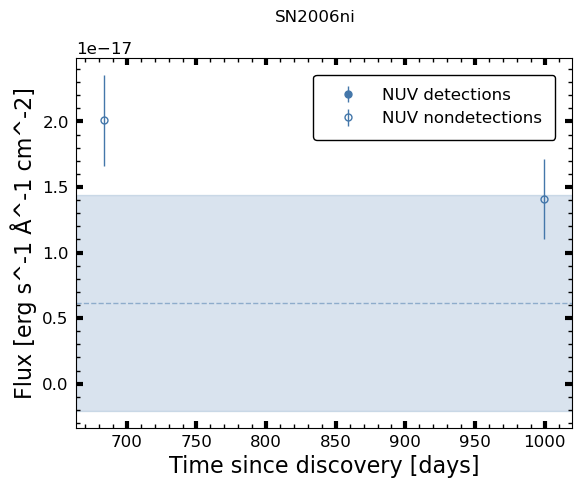 SN2006ni
1e−17
NUV detections
NUV nondetections
2.0
1.5
1.0
0.5
0.0
Flux [erg s^-1 Å^-1 cm^-2]
700 750 800 850 900 950 1000
Time since discovery [days]